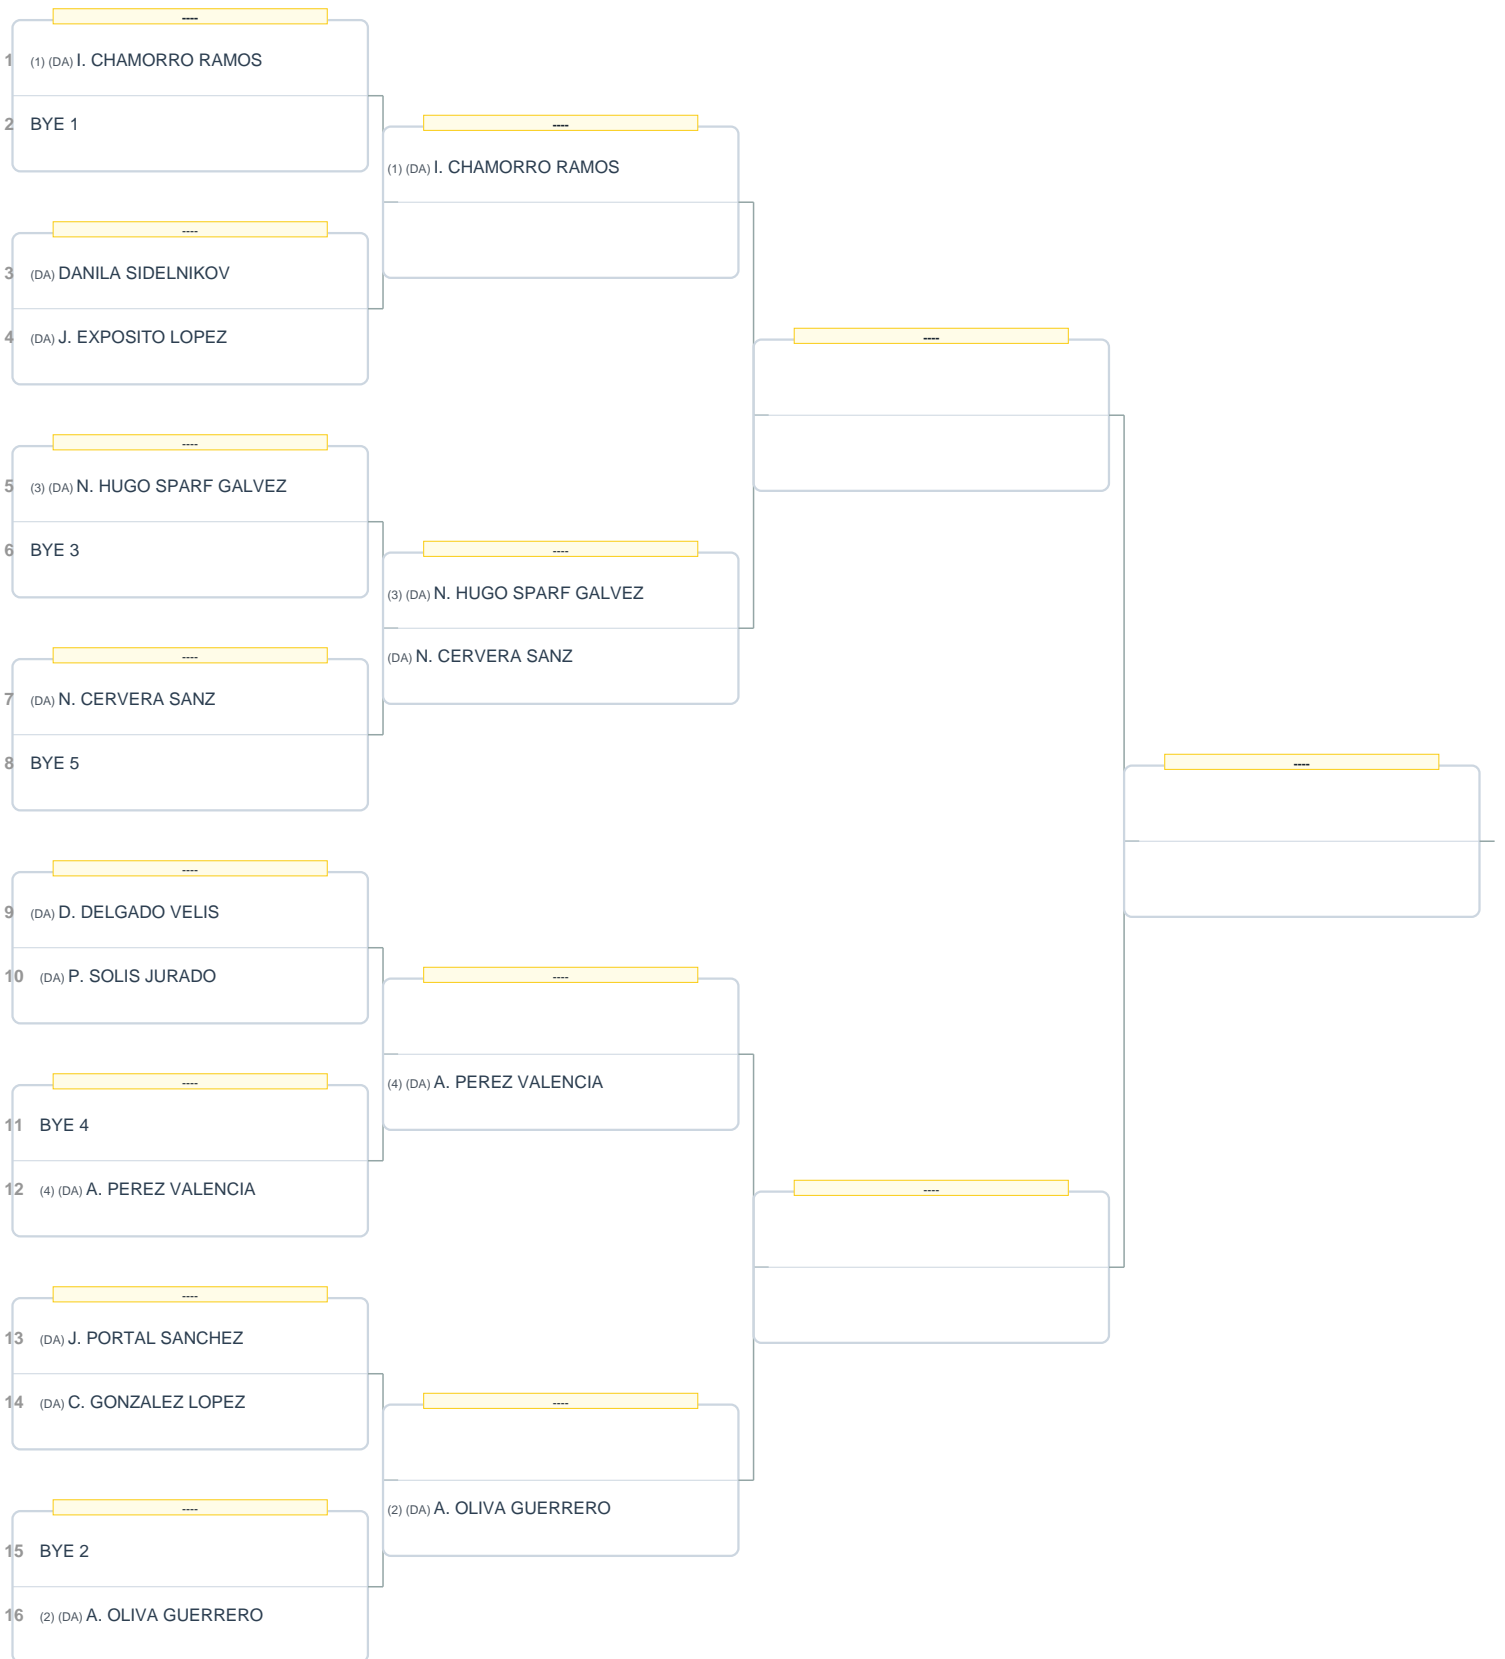 ----
1 (1) (DA) I. CHAMORRO RAMOS
2 BYE 1
----
3 (DA) DANILA SIDELNIKOV
4 (DA) J. EXPOSITO LOPEZ
----
5 (3) (DA) N. HUGO SPARF GALVEZ
6 BYE 3
----
7 (DA) N. CERVERA SANZ
8 BYE 5
----
9 (DA) D. DELGADO VELIS
10 (DA) P. SOLIS JURADO
----
11 BYE 4
12 (4) (DA) A. PEREZ VALENCIA
----
13 (DA) J. PORTAL SANCHEZ
14 (DA) C. GONZALEZ LOPEZ
----
15 BYE 2
16 (2) (DA) A. OLIVA GUERRERO
----
(1) (DA) I. CHAMORRO RAMOS
----
(3) (DA) N. HUGO SPARF GALVEZ
(DA) N. CERVERA SANZ
----
(4) (DA) A. PEREZ VALENCIA
----
(2) (DA) A. OLIVA GUERRERO
----
----
----